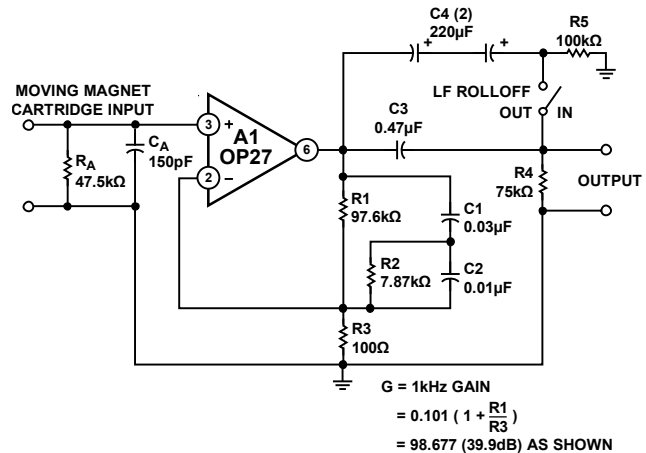 C4 (2)
220µF
+ +
R5
100kΩ
MOVING MAGNET
CARTRIDGE INPUT
LF ROLLOFF
OUT IN
C3
0.47µF
3 +
A1
OP27
6
2 –
RA
47.5kΩ
CA
150pF
R4
75kΩ
OUTPUT
R1
97.6kΩ
C1
0.03µF
R2
7.87kΩ
C2
0.01µF
R3
100Ω
G = 1kHz GAIN
= 0.101 ( 1 + R1/R3 )
= 98.677 (39.9dB) AS SHOWN